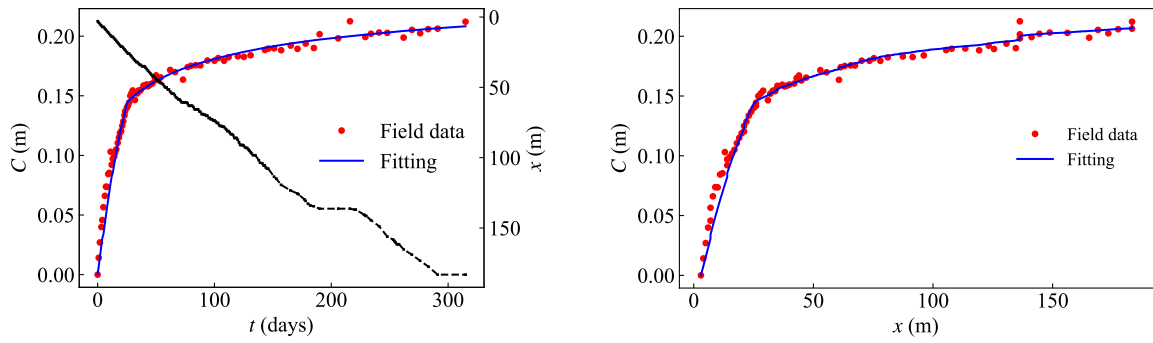 0.20
0.15
0.10
0.05
0.00
C (m)
0 100 200 300
t (days)
0
50
100
150
x (m)
Field data
Fitting
0.20
0.15
0.10
0.05
0.00
C (m)
0 50 100 150
x (m)
Field data
Fitting